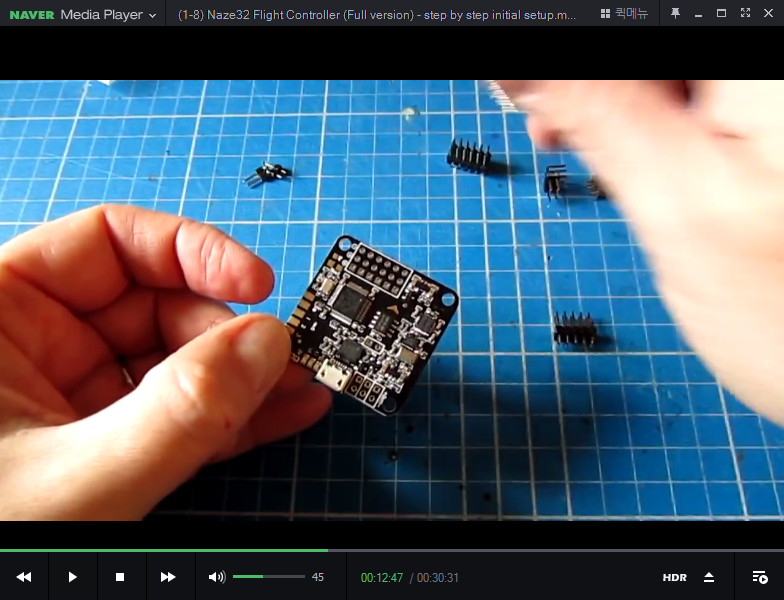 NAVER Media Player (1-8) Naze32 Flight Controller (Full version) - step by step initial setup.m... 퀵메뉴
45 00:12:47 / 00:30:31 HDR